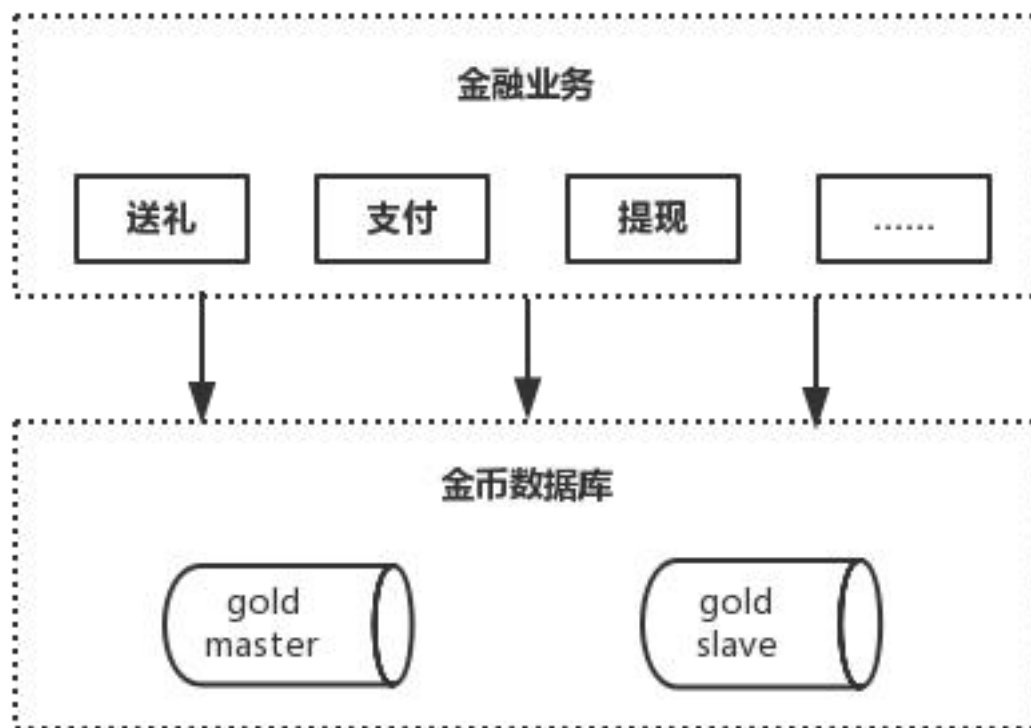 金融业务
送礼
支付
提现
......
金币数据库
gold
master
gold
slave